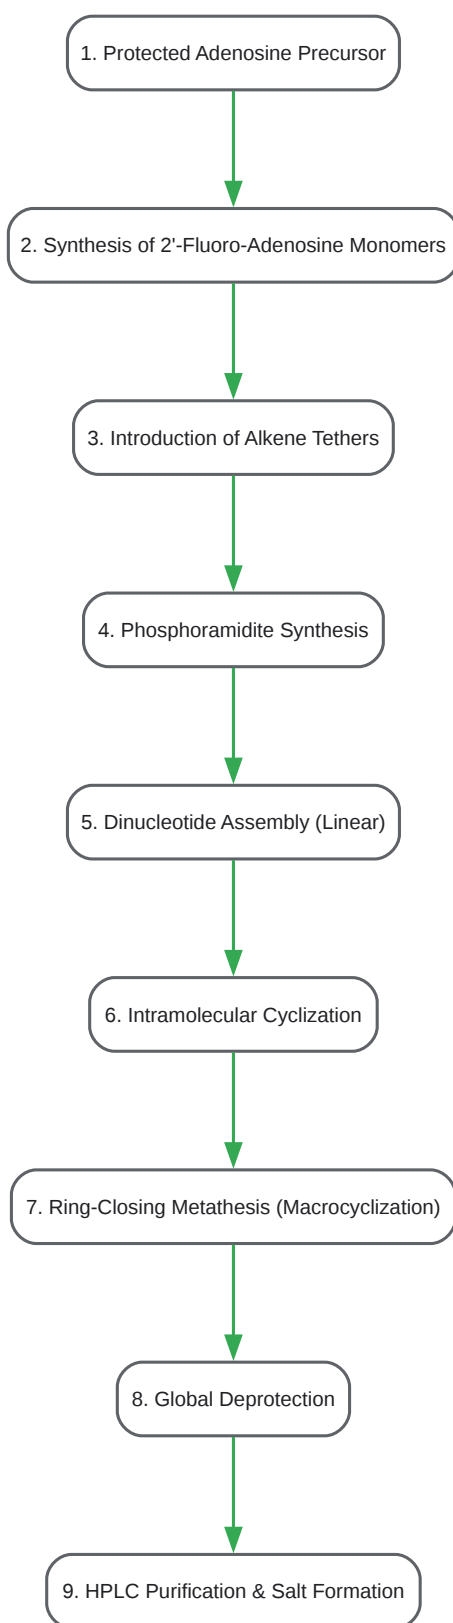 1. Protected Adenosine Precursor
2. Synthesis of 2'-Fluoro-Adenosine Monomers
3. Introduction of Alkene Tethers
4. Phosphoramidite Synthesis
5. Dinucleotide Assembly (Linear)
6. Intramolecular Cyclization
7. Ring-Closing Metathesis (Macrocyclization)
8. Global Deprotection
9. HPLC Purification & Salt Formation